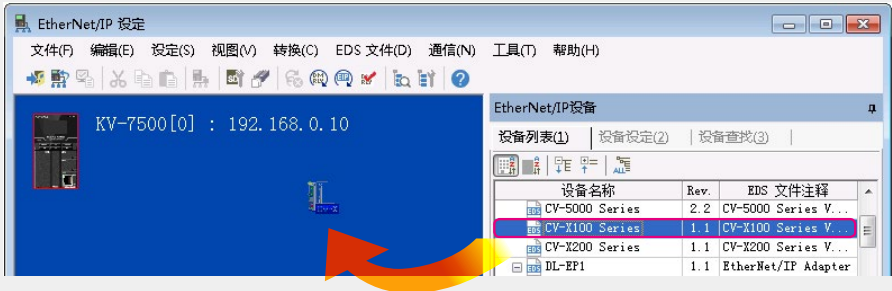 EtherNet/IP 设定
文件(F) 编辑(E) 设定(S) 视图(V) 转换(C) EDS 文件(D) 通信(N) 工具(T) 帮助(H)
KV-7500[0] : 192.168.0.10
EtherNet/IP设备
设备列表(1) 设备设定(2) 设备查找(3)
设备名称 Rev. EDS 文件注释
EDS CV-5000 Series 2.2 CV-5000 Series V...
EDS CV-X100 Series 1.1 CV-X100 Series V...
EDS CV-X200 Series 1.1 CV-X200 Series V...
EDS DL-EP1 1.1 EtherNet/IP Adapter